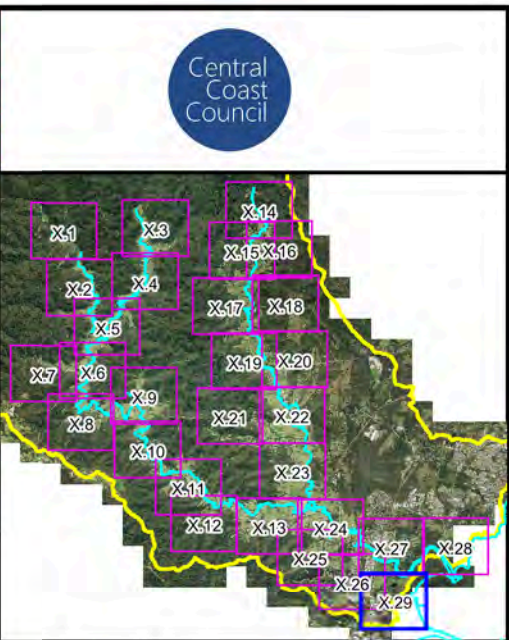 Central
Coast
Council
X.1
X.3
X.14
X.15
X.16
X.2
X.4
X.17
X.18
X.5
X.7
X.6
X.19
X.20
X.9
X.8
X.21
X.22
X.10
X.11
X.23
X.12
X.13
X.24
X.25
X.27
X.28
X.26
X.29